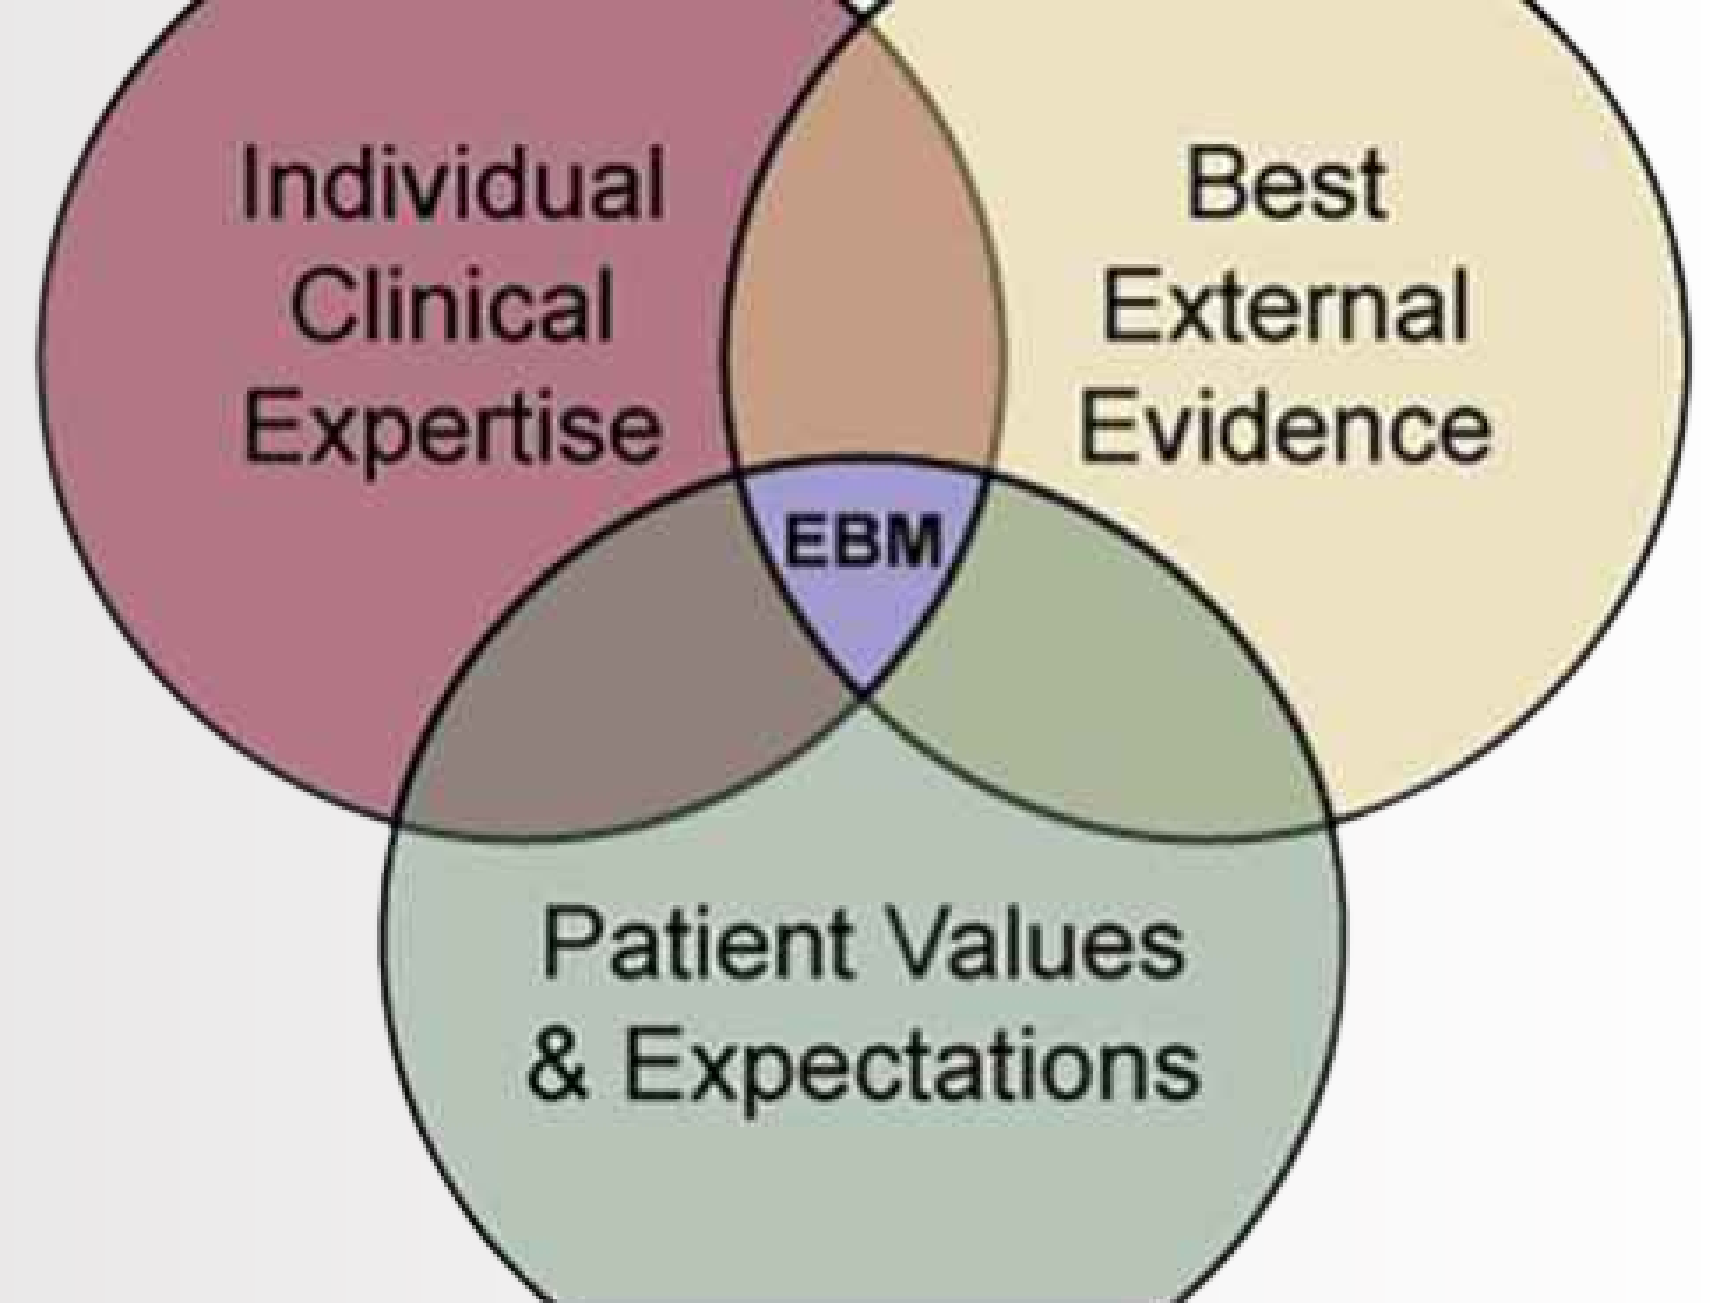 Individual
Clinical
Expertise
Best
External
Evidence
EBM
Patient Values
& Expectations